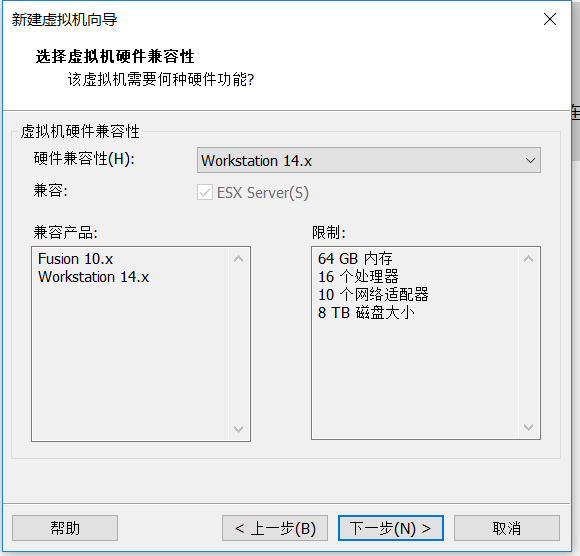 新建虚拟机向导
选择虚拟机硬件兼容性
该虚拟机需要何种硬件功能?
虚拟机硬件兼容性
硬件兼容性(H):
Workstation 14.x
兼容:
ESX Server(S)
兼容产品:
限制:
Fusion 10.x
Workstation 14.x
64 GB 内存
16 个处理器
10 个网络适配器
8 TB 磁盘大小
帮助
< 上一步(B)
下一步(N) >
取消